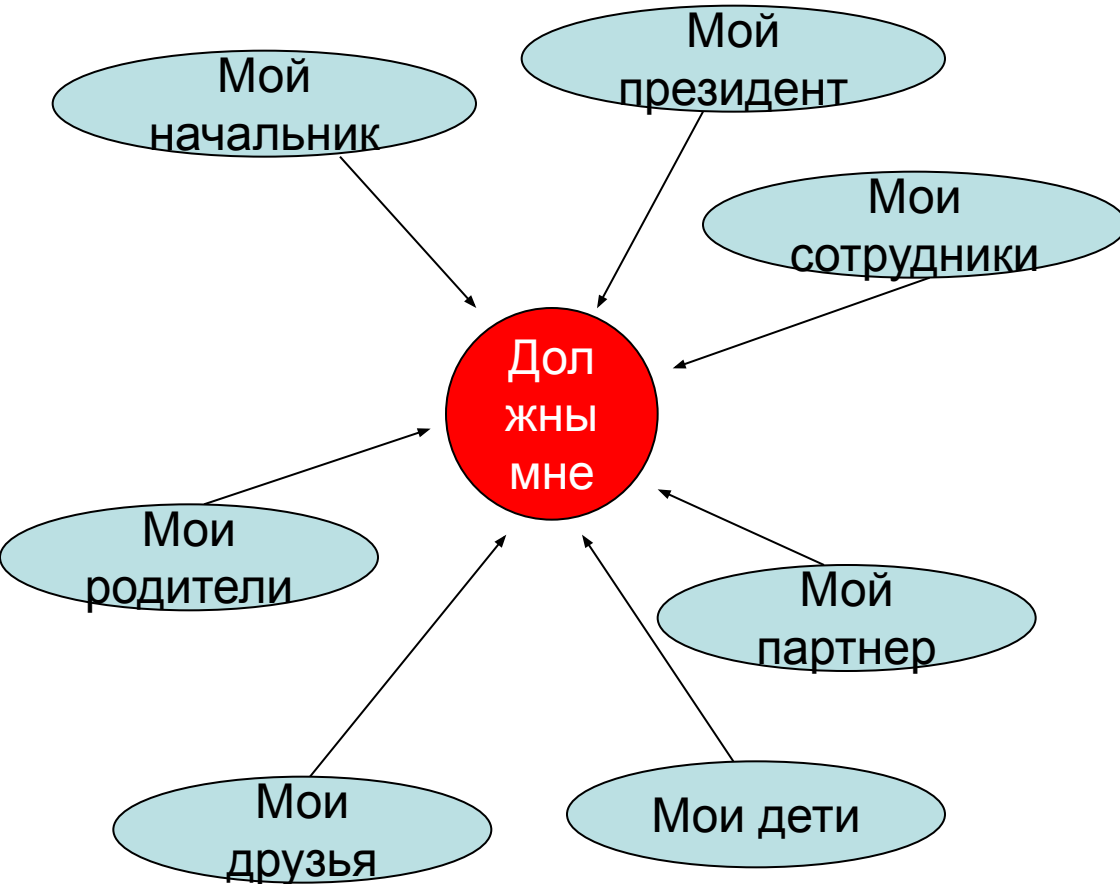 Мой
президент
Мой
начальник
Мои
сотрудники
Дол
жны
мне
Мои
родители
Мой
партнер
Мои
друзья
Мои дети